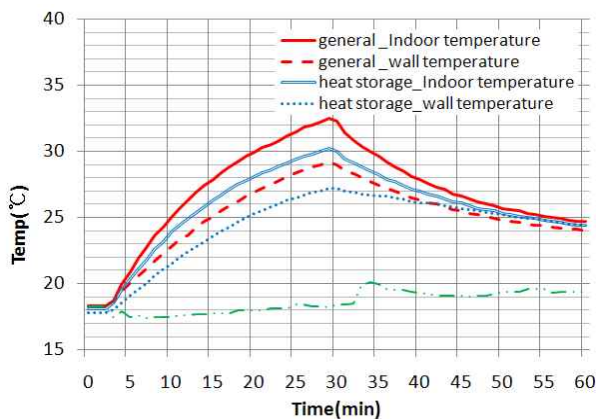 40
35
30
25
20
15
Temp(℃)
general _Indoor temperature
general _wall temperature
heat storage_Indoor temperature
heat storage_wall temperature
0 5 10 15 20 25 30 35 40 45 50 55 60
Time(min)